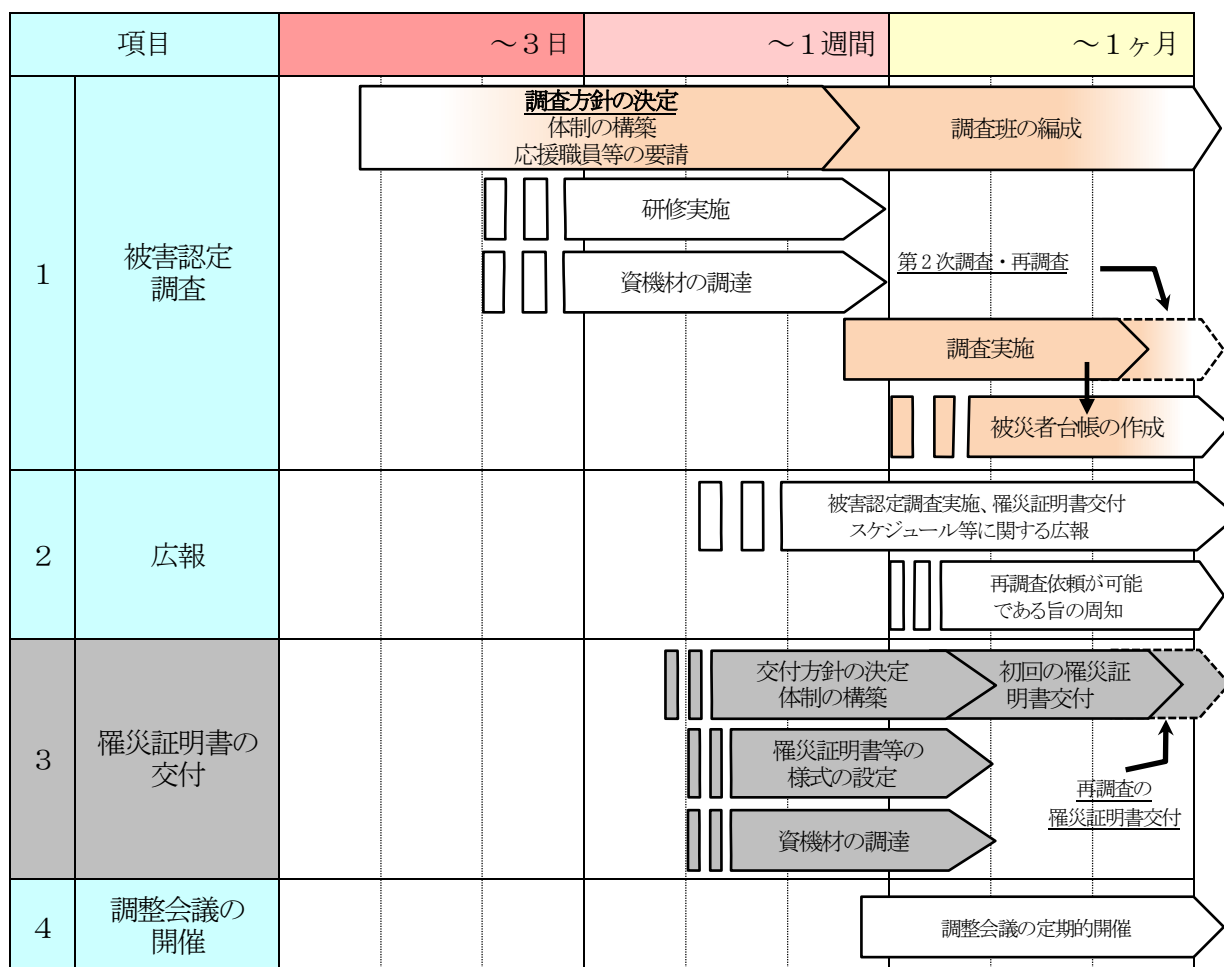 項目
～３日
～１週間
～１ヶ月
1
被害認定
調査
調査方針の決定
体制の構築
応援職員等の要請
調査班の編成
研修実施
資機材の調達
第２次調査・再調査
調査実施
被災者台帳の作成
2
広報
被害認定調査実施、罹災証明書交付
スケジュール等に関する広報
再調査依頼が可能
である旨の周知
3
罹災証明書の
交付
交付方針の決定
体制の構築
初回の罹災証
明書交付
罹災証明書等の
様式の設定
再調査の
罹災証明書交付
資機材の調達
4
調整会議の
開催
調整会議の定期的開催